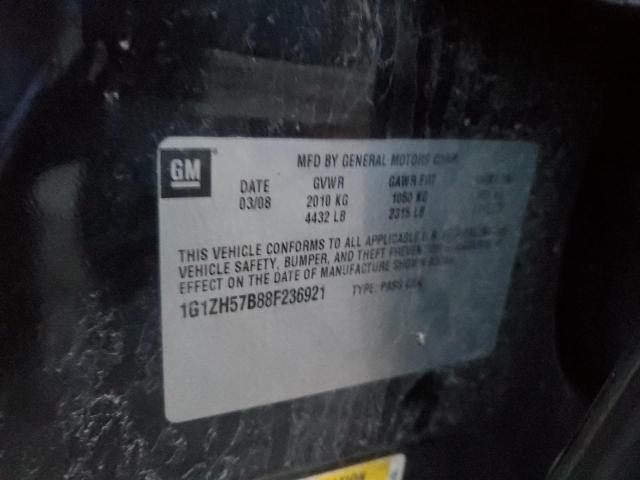 GM
MFD BY GENERAL MOTORS CORP
DATE GVWR GAWR FRT
03/08 2010 KG 1050 KG
4432 LB 2315 LB
THIS VEHICLE CONFORMS TO ALL APPLICABLE U.S.
VEHICLE SAFETY, BUMPER, AND THEFT PREVENTION
EFFECT ON THE DATE OF MANUFACTURE SHOWN ABOVE.
1G1ZH57B88F236921 TYPE: PASS CAR